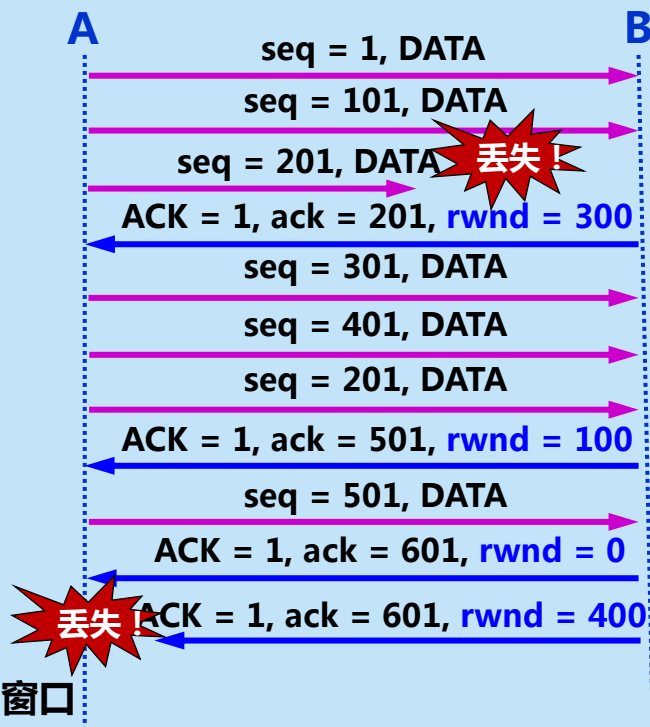 A B
seq = 1, DATA
seq = 101, DATA
丢失!
seq = 201, DATA
ACK = 1, ack = 201, rwnd = 300
seq = 301, DATA
seq = 401, DATA
seq = 201, DATA
ACK = 1, ack = 501, rwnd = 100
seq = 501, DATA
ACK = 1, ack = 601, rwnd = 0
ACK = 1, ack = 601, rwnd = 400
丢失!
窗口